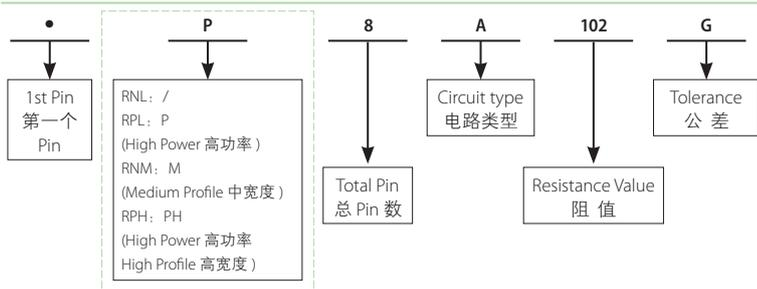 • P 8 A 102 G
1st Pin
第一个
Pin
RNL：/
RPL：P
(High Power 高功率 )
RNM：M
(Medium Profile 中宽度 )
RPH：PH
(High Power 高功率
High Profile 高宽度 )
Total Pin
总 Pin 数
Circuit type
电路类型
Resistance Value
阻 值
Tolerance
公 差